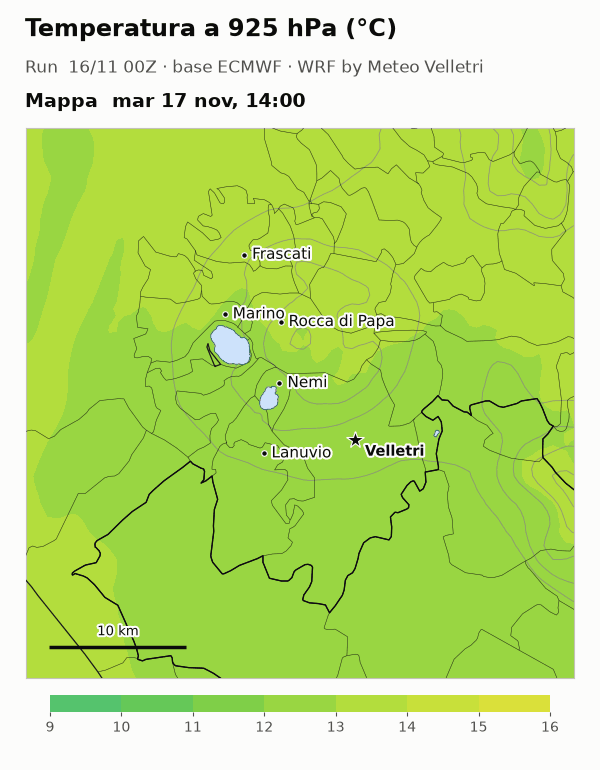 Temperatura a 925 hPa (°C)
Run  16/11 00Z · base ECMWF · WRF by Meteo Velletri
Mappa  mar 17 nov, 14:00
Frascati
Marino
Rocca di Papa
Nemi
Velletri
Lanuvio
10 km
9 10 11 12 13 14 15 16